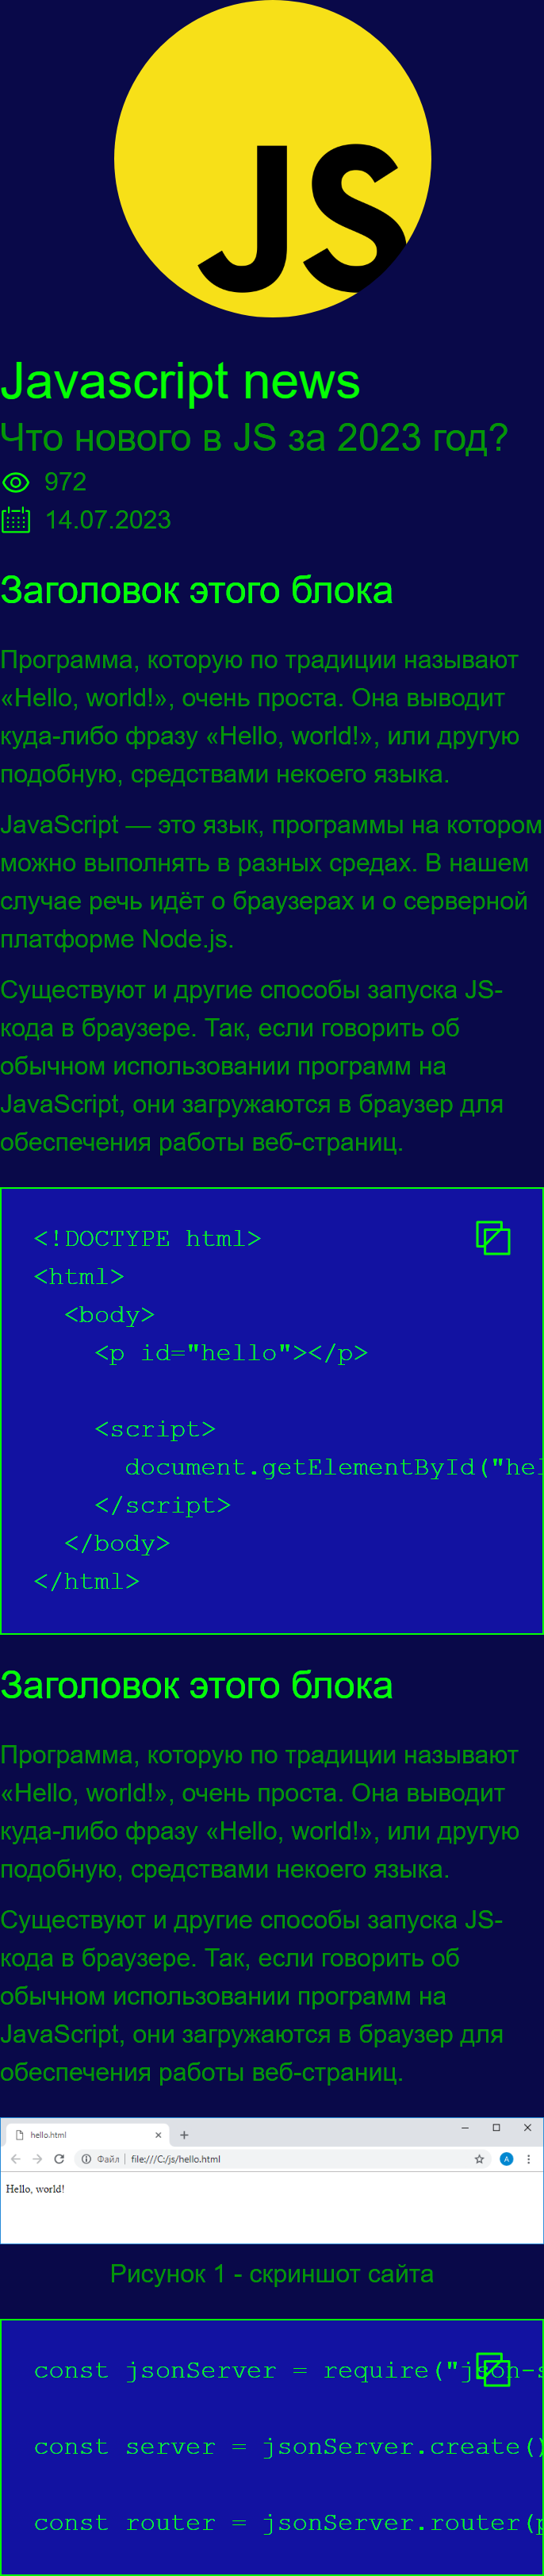 JS
Javascript news
Что нового в JS за 2023 год?
972
14.07.2023
Заголовок этого блока
Программа, которую по традиции называют
«Hello, world!», очень проста. Она выводит
куда-либо фразу «Hello, world!», или другую
подобную, средствами некоего языка.
JavaScript — это язык, программы на котором
можно выполнять в разных средах. В нашем
случае речь идёт о браузерах и о серверной
платформе Node.js.
Существуют и другие способы запуска JS-
кода в браузере. Так, если говорить об
обычном использовании программ на
JavaScript, они загружаются в браузер для
обеспечения работы веб-страниц.
<!DOCTYPE html>
<html>
  <body>
    <p id="hello"></p>
    <script>
      document.getElementById("hel
    </script>
  </body>
</html>
Заголовок этого блока
Программа, которую по традиции называют
«Hello, world!», очень проста. Она выводит
куда-либо фразу «Hello, world!», или другую
подобную, средствами некоего языка.
Существуют и другие способы запуска JS-
кода в браузере. Так, если говорить об
обычном использовании программ на
JavaScript, они загружаются в браузер для
обеспечения работы веб-страниц.
hello.html
Файл | file:///C:/js/hello.html A
Hello, world!
Рисунок 1 - скриншот сайта
const jsonServer = require("json-s
const server = jsonServer.create()
const router = jsonServer.router(p